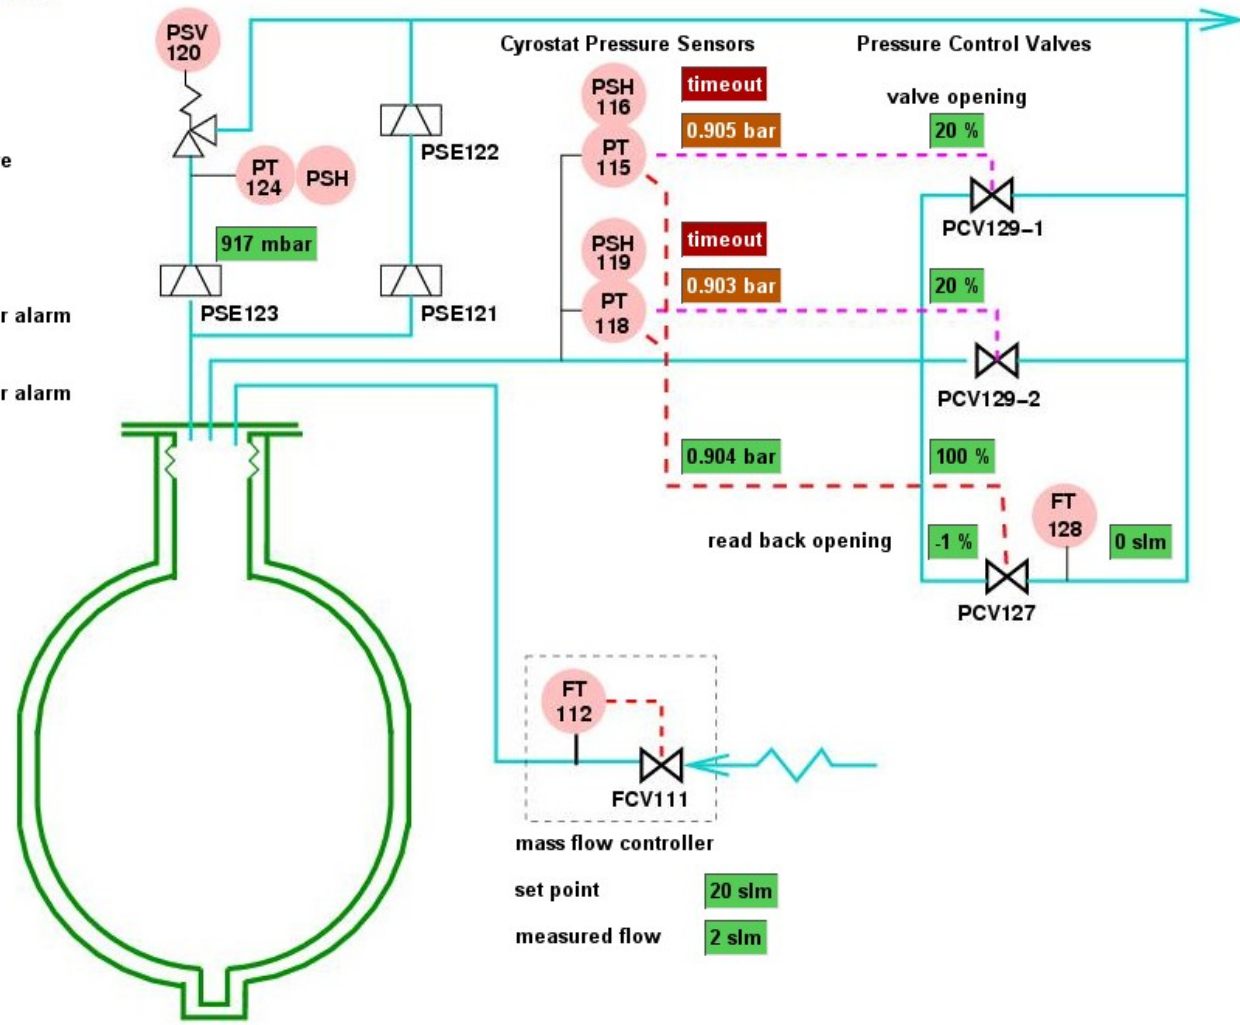 PSV
120
Cyrostat Pressure Sensors
Pressure Control Valves
PSH
116
timeout
valve opening
0.905 bar
20 %
PT
115
PSE122
e
PT
124
PSH
PCV129-1
917 mbar
PSH
119
timeout
0.903 bar
20 %
PT
118
PSE123
PSE121
r alarm
r alarm
PCV129-2
0.904 bar
100 %
FT
128
read back opening
-1 %
0 slm
PCV127
FT
112
FCV111
mass flow controller
set point
20 slm
measured flow
2 slm